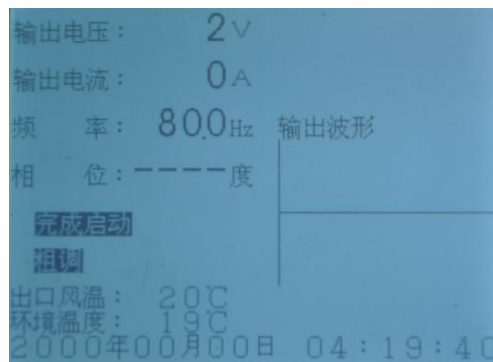 输出电压: 2V
输出电流: 0A
频 率: 80.0Hz 输出波形
相 位: ----度
完成启动
粗调
出口风温: 20℃
环境温度: 19℃
2000年00月00日 04:19:40